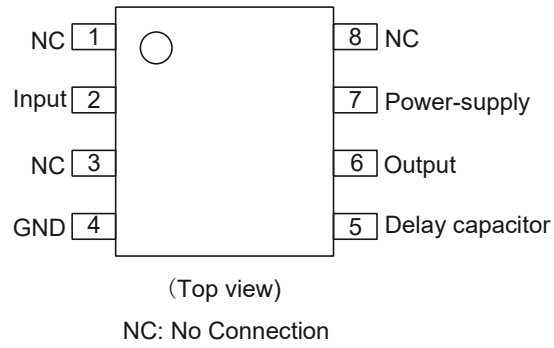 NC 1
8 NC
Input 2
7 Power-supply
NC 3
6 Output
GND 4
5 Delay capacitor
（Top view)
NC: No Connection